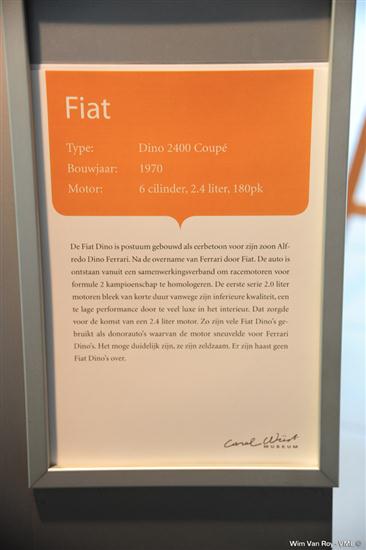 Fiat
Type: Dino 2400 Coupé
Bouwjaar: 1970
Motor: 6 cilinder, 2.4 liter, 180pk
De Fiat Dino is postuum gebouwd als eerbetoon voor zijn zoon Alf-
redo Dino Ferrari. Na de overname van Ferrari door Fiat. De auto is
ontstaan vanuit een samenwerkingsverband om racemotoren voor
formule 2 kampioenschap te homologeren. De eerste serie 2.0 liter
motoren bleek van korte duur vanwege zijn inferieure kwaliteit, een
te lage performance door te veel luxe in het interieur. Dat zorgde
voor de komst van een 2.4 liter motor. Zo zijn vele Fiat Dino's ge-
bruikt als donorauto's waarvan de motor sneuvelde voor Ferrari
Dino's. Het moge duidelijk zijn, ze zijn zeldzaam. Er zijn haast geen
Fiat Dino's over.
MUSEUM
Wim Van Roy, VML ©